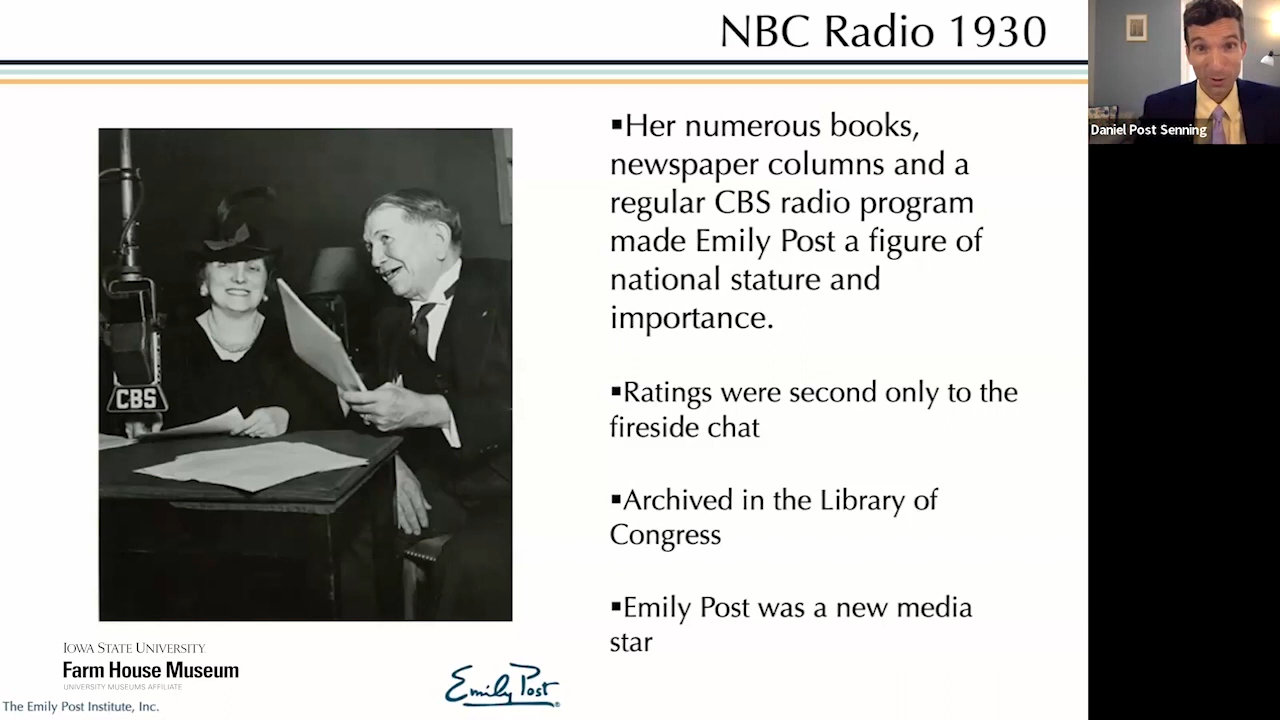 NBC Radio 1930
Daniel Post Senning
▪Her numerous books,
newspaper columns and a
regular CBS radio program
made Emily Post a figure of
national stature and
importance.
▪Ratings were second only to the
fireside chat
▪Archived in the Library of
Congress
▪Emily Post was a new media
star
CBS
IOWA STATE UNIVERSITY
Farm House Museum
UNIVERSITY MUSEUMS AFFILIATE
Emily Post®
The Emily Post Institute, Inc.